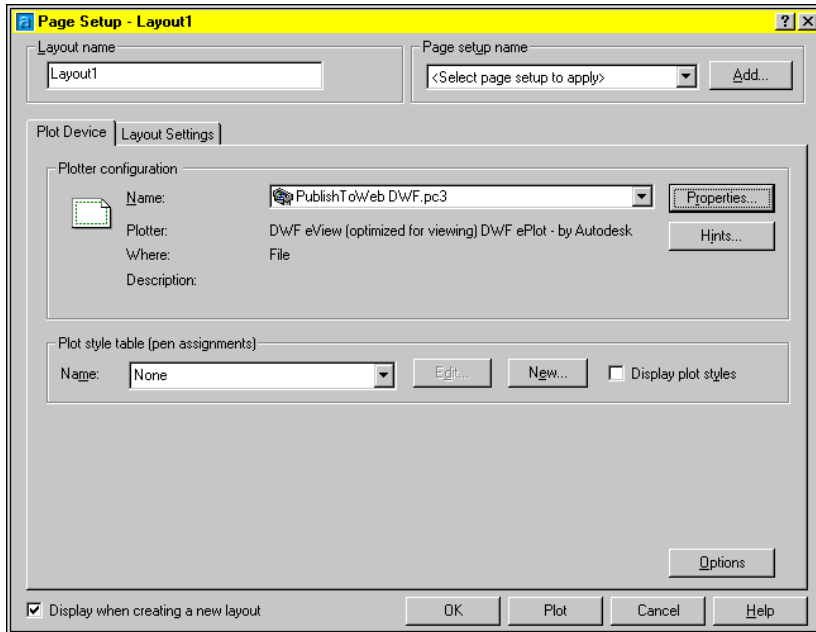 Page Setup - Layout1
Layout name
Layout1
Page setup name
<Select page setup to apply>
Add...
Plot Device
Layout Settings
Plotter configuration
Name:
PublishToWeb DWF.pc3
Properties...
Plotter:
DWF eView (optimized for viewing) DWF ePlot - by Autodesk
Hints...
Where:
File
Description:
Plot style table (pen assignments)
Name:
None
Edit...
New...
Display plot styles
Options
Display when creating a new layout
OK
Plot
Cancel
Help